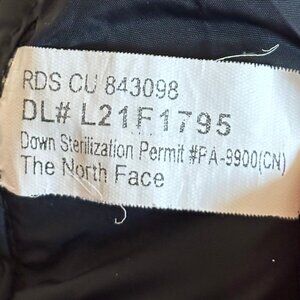 RDS CU 843098
DL# L21F1795
Down Sterilization Permit #PA-9900(CN)
The North Face